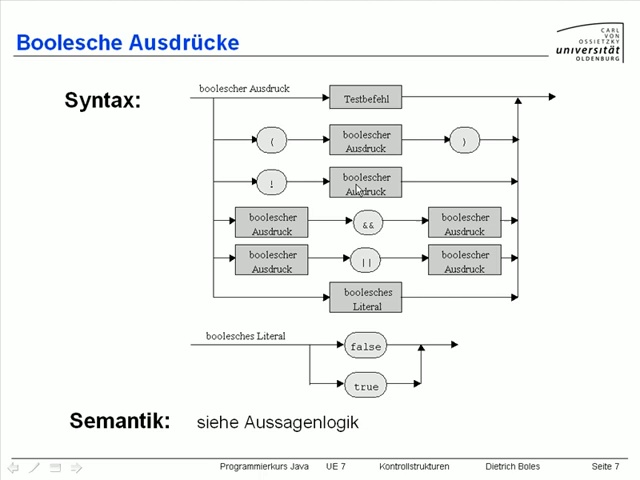 Boolesche Ausdrücke
CARL
VON
OSSIETZKY
universität
OLDENBURG
Syntax:
boolescher Ausdruck
Testbefehl
(
boolescher
Ausdruck
)
!
boolescher
Ausdruck
boolescher
Ausdruck
&&
boolescher
Ausdruck
boolescher
Ausdruck
||
boolescher
Ausdruck
boolesches
Literal
boolesches Literal
false
true
Semantik: siehe Aussagenlogik
Programmierkurs Java UE 7 Kontrollstrukturen Dietrich Boles Seite 7